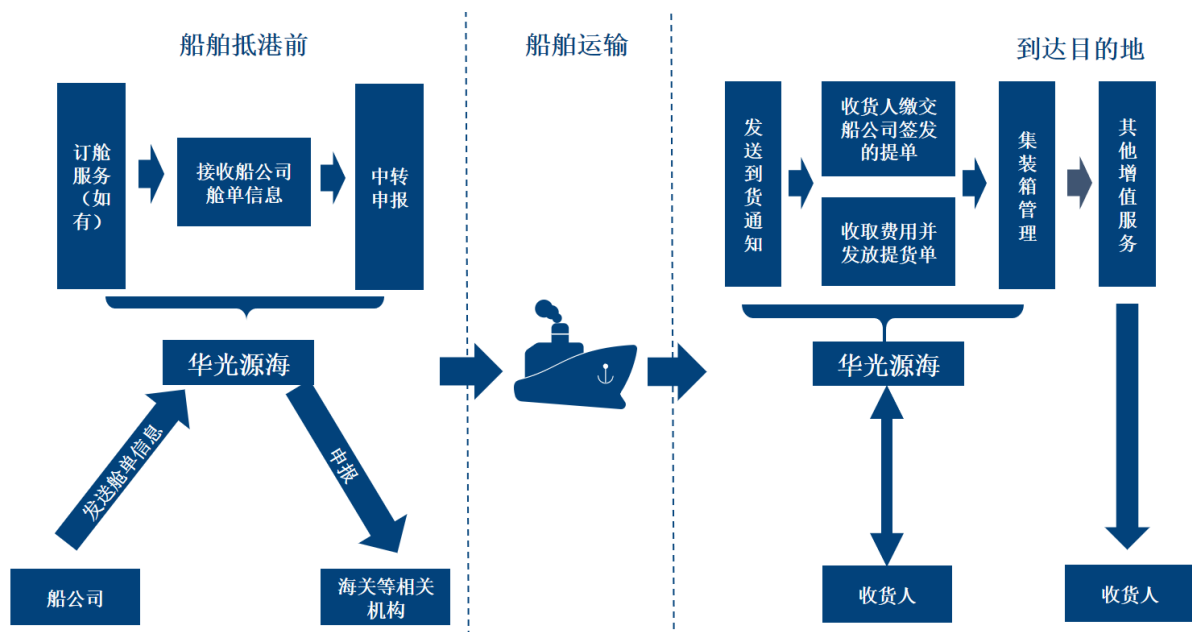 船舶抵港前
船舶运输
到达目的地
订舱
服务
（如
有）
接收船公司
舱单信息
中转
申报
发
送
到
货
通
知
收货人缴交
船公司签发
的提单
收取费用并
发放提货单
集
装
箱
管
理
其
他
增
值
服
务
华光源海
华光源海
发送舱单信息
申报
船公司
海关等相关
机构
收货人
收货人